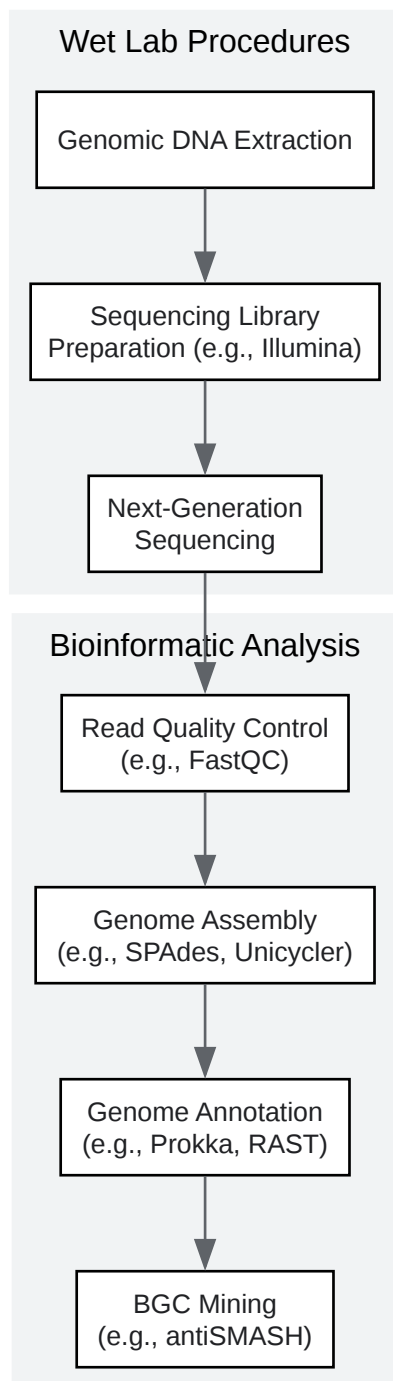 Wet Lab Procedures
Genomic DNA Extraction
Sequencing Library
Preparation (e.g., Illumina)
Next-Generation
Sequencing
Bioinformatic Analysis
Read Quality Control
(e.g., FastQC)
Genome Assembly
(e.g., SPAdes, Unicycler)
Genome Annotation
(e.g., Prokka, RAST)
BGC Mining
(e.g., antiSMASH)